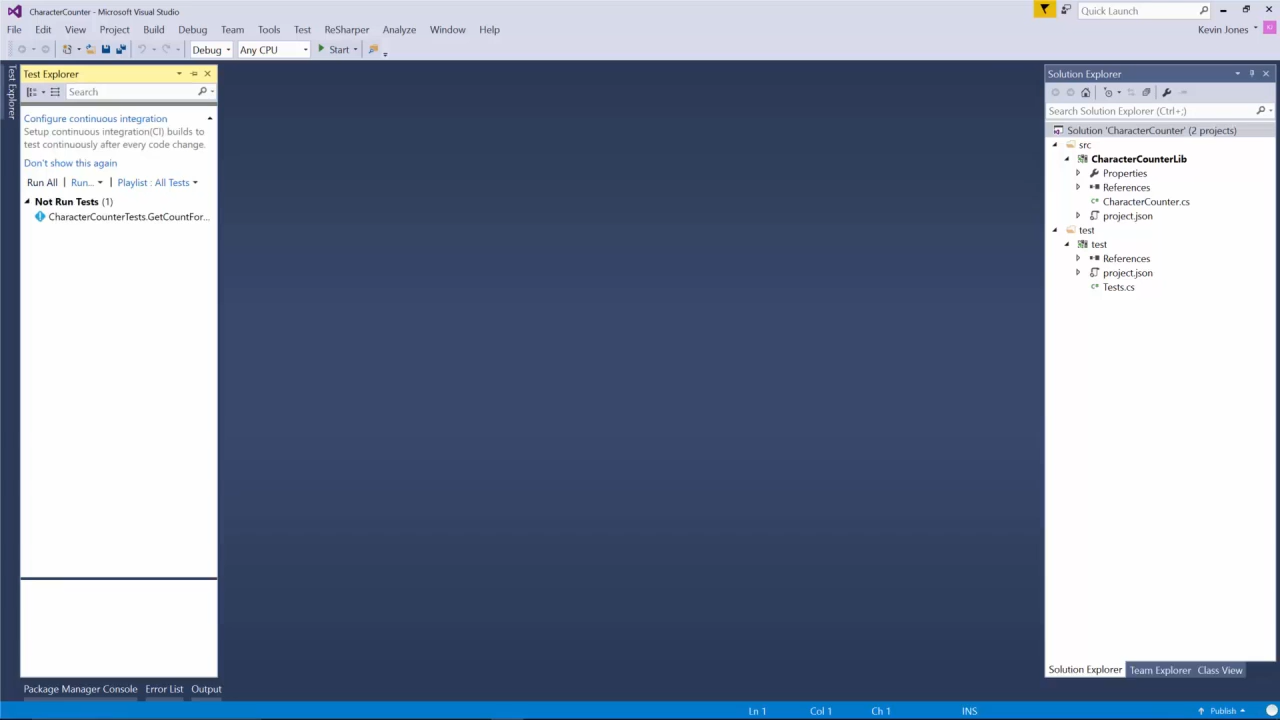 CharacterCounter - Microsoft Visual Studio
Quick Launch
File Edit View Project Build Debug Team Tools Test ReSharper Analyze Window Help
Kevin Jones
KJ
Debug Any CPU Start
Test Explorer
Test Explorer
Search
Configure continuous integration
Setup continuous integration(CI) builds to
test continuously after every code change.
Don't show this again
Run All | Run... | Playlist : All Tests
Not Run Tests (1)
CharacterCounterTests.GetCountFor...
Solution Explorer
Search Solution Explorer (Ctrl+;)
Solution 'CharacterCounter' (2 projects)
src
CharacterCounterLib
Properties
References
C# CharacterCounter.cs
project.json
test
test
References
project.json
C# Tests.cs
Solution Explorer Team Explorer Class View
Package Manager Console Error List Output
Ln 1 Col 1 Ch 1 INS Publish